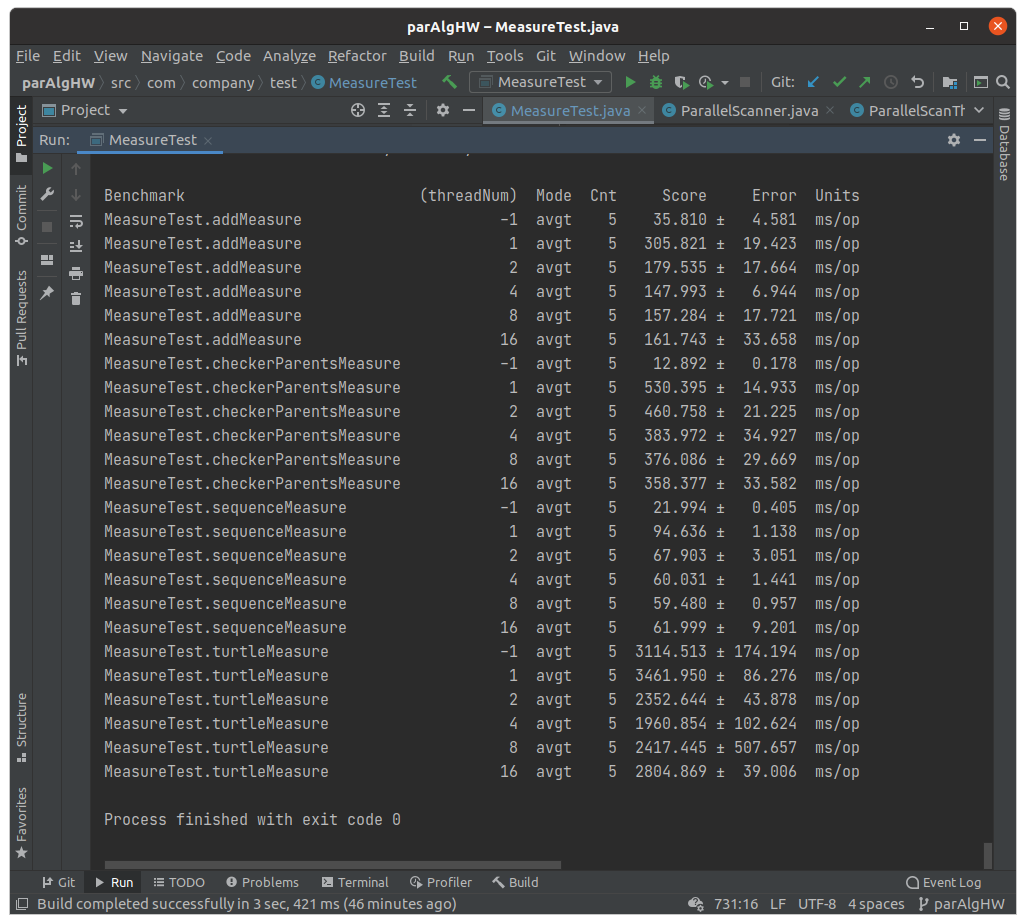 parAlgHW – MeasureTest.java
File Edit View Navigate Code Analyze Refactor Build Run Tools Git Window Help
parAlgHW src com company test MeasureTest MeasureTest Git:
Project MeasureTest.java ParallelScanner.java ParallelScanTh
Run: MeasureTest
Project
Commit
Pull Requests
Structure
Favorites
Database
Benchmark (threadNum) Mode Cnt Score Error Units
MeasureTest.addMeasure -1 avgt 5 35.810 ± 4.581 ms/op
MeasureTest.addMeasure 1 avgt 5 305.821 ± 19.423 ms/op
MeasureTest.addMeasure 2 avgt 5 179.535 ± 17.664 ms/op
MeasureTest.addMeasure 4 avgt 5 147.993 ± 6.944 ms/op
MeasureTest.addMeasure 8 avgt 5 157.284 ± 17.721 ms/op
MeasureTest.addMeasure 16 avgt 5 161.743 ± 33.658 ms/op
MeasureTest.checkerParentsMeasure -1 avgt 5 12.892 ± 0.178 ms/op
MeasureTest.checkerParentsMeasure 1 avgt 5 530.395 ± 14.933 ms/op
MeasureTest.checkerParentsMeasure 2 avgt 5 460.758 ± 21.225 ms/op
MeasureTest.checkerParentsMeasure 4 avgt 5 383.972 ± 34.927 ms/op
MeasureTest.checkerParentsMeasure 8 avgt 5 376.086 ± 29.669 ms/op
MeasureTest.checkerParentsMeasure 16 avgt 5 358.377 ± 33.582 ms/op
MeasureTest.sequenceMeasure -1 avgt 5 21.994 ± 0.405 ms/op
MeasureTest.sequenceMeasure 1 avgt 5 94.636 ± 1.138 ms/op
MeasureTest.sequenceMeasure 2 avgt 5 67.903 ± 3.051 ms/op
MeasureTest.sequenceMeasure 4 avgt 5 60.031 ± 1.441 ms/op
MeasureTest.sequenceMeasure 8 avgt 5 59.480 ± 0.957 ms/op
MeasureTest.sequenceMeasure 16 avgt 5 61.999 ± 9.201 ms/op
MeasureTest.turtleMeasure -1 avgt 5 3114.513 ± 174.194 ms/op
MeasureTest.turtleMeasure 1 avgt 5 3461.950 ± 86.276 ms/op
MeasureTest.turtleMeasure 2 avgt 5 2352.644 ± 43.878 ms/op
MeasureTest.turtleMeasure 4 avgt 5 1960.854 ± 102.624 ms/op
MeasureTest.turtleMeasure 8 avgt 5 2417.445 ± 507.657 ms/op
MeasureTest.turtleMeasure 16 avgt 5 2804.869 ± 39.006 ms/op
Process finished with exit code 0
Git Run TODO Problems Terminal Profiler Build Event Log
Build completed successfully in 3 sec, 421 ms (46 minutes ago) 731:16 LF UTF-8 4 spaces parAlgHW